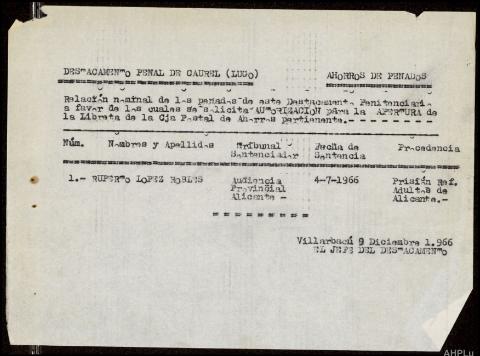 DESTACAMENTO PENAL DE CAUREL (LUGO) AHORROS DE PENADOS
Relación nominal de los penados de este Destacamento Penitenciario
a favor de los cuales se solicita AUTORIZACION para la APERTURA de
la Libreta de la Cja Postal de Ahorros pertienente.- - - - - - - -
Núm. Nombres y Apellidos Tribunal Fecha de Procedencia
Sentenciador Sentencia
1.- RUPERTO LOPEZ ROBLES Audiencia 4-7-1966 Prisión Ref.
Provincial Adultos de
Alicante - Alicante.-
Villarbacú 9 Diciembre 1.966
EL JEFE DEL DESTACAMENTO
AHPLu